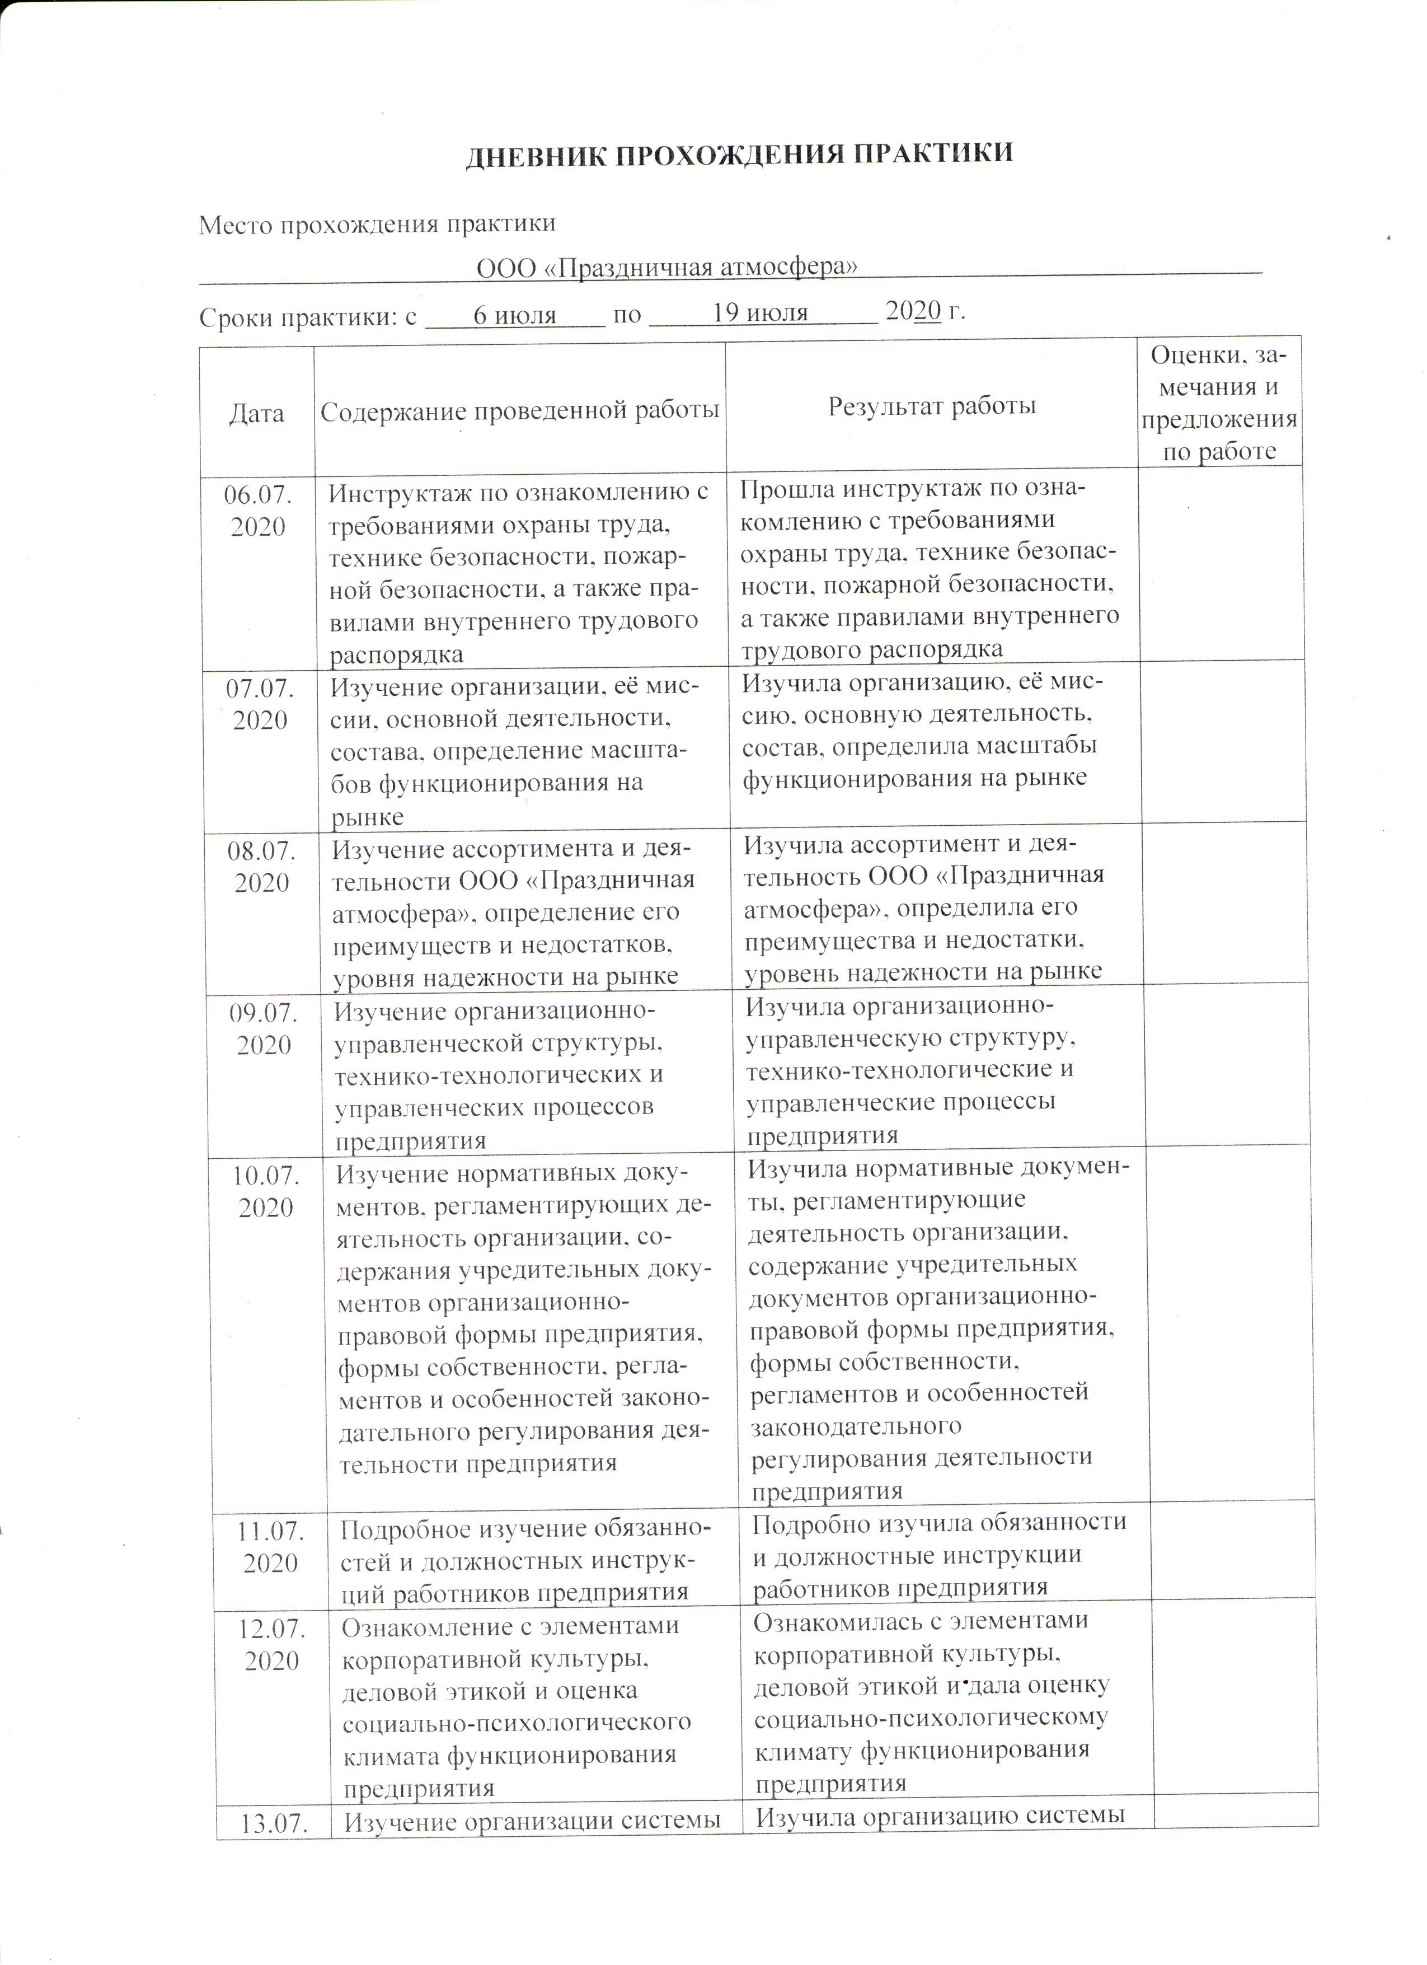 ДНЕВНИК ПРОХОЖДЕНИЯ ПРАКТИКИ
Место прохождения практики
ООО «Праздничная атмосфера»
Сроки практики: с 6 июля по 19 июля 2020 г.
Дата
Содержание проведенной работы
Результат работы
Оценки, за-
мечания и
предложения
по работе
06.07.
2020
Инструктаж по ознакомлению с
требованиями охраны труда,
технике безопасности, пожар-
ной безопасности, а также пра-
вилами внутреннего трудового
распорядка
Прошла инструктаж по озна-
комлению с требованиями
охраны труда, технике безопас-
ности, пожарной безопасности,
а также правилами внутреннего
трудового распорядка
07.07.
2020
Изучение организации, её мис-
сии, основной деятельности,
состава, определение масшта-
бов функционирования на
рынке
Изучила организацию, её мис-
сию, основную деятельность,
состав, определила масштабы
функционирования на рынке
08.07.
2020
Изучение ассортимента и дея-
тельности ООО «Праздничная
атмосфера», определение его
преимуществ и недостатков,
уровня надежности на рынке
Изучила ассортимент и дея-
тельность ООО «Праздничная
атмосфера», определила его
преимущества и недостатки,
уровень надежности на рынке
09.07.
2020
Изучение организационно-
управленческой структуры,
технико-технологических и
управленческих процессов
предприятия
Изучила организационно-
управленческую структуру,
технико-технологические и
управленческие процессы
предприятия
10.07.
2020
Изучение нормативных доку-
ментов, регламентирующих де-
ятельность организации, со-
держания учредительных доку-
ментов организационно-
правовой формы предприятия,
формы собственности, регла-
ментов и особенностей законо-
дательного регулирования дея-
тельности предприятия
Изучила нормативные докумен-
ты, регламентирующие
деятельность организации,
содержание учредительных
документов организационно-
правовой формы предприятия,
формы собственности,
регламентов и особенностей
законодательного
регулирования деятельности
предприятия
11.07.
2020
Подробное изучение обязанно-
стей и должностных инструк-
ций работников предприятия
Подробно изучила обязанности
и должностные инструкции
работников предприятия
12.07.
2020
Ознакомление с элементами
корпоративной культуры,
деловой этикой и оценка
социально-психологического
климата функционирования
предприятия
Ознакомилась с элементами
корпоративной культуры,
деловой этикой и дала оценку
социально-психологическому
климату функционирования
предприятия
13.07.
Изучение организации системы
Изучила организацию системы